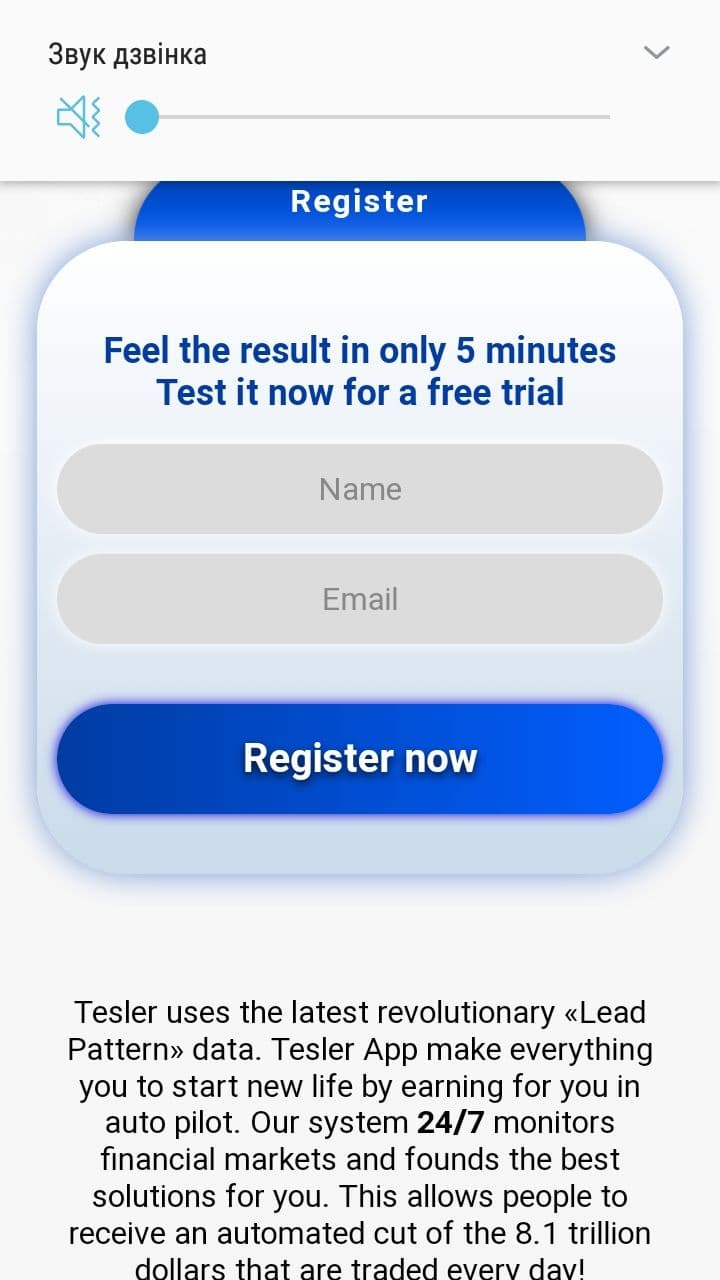 Звук дзвінка
Register
Feel the result in only 5 minutes
Test it now for a free trial
Name
Email
Register now
Tesler uses the latest revolutionary «Lead
Pattern» data. Tesler App make everything
you to start new life by earning for you in
auto pilot. Our system 24/7 monitors
financial markets and founds the best
solutions for you. This allows people to
receive an automated cut of the 8.1 trillion
dollars that are traded every day!